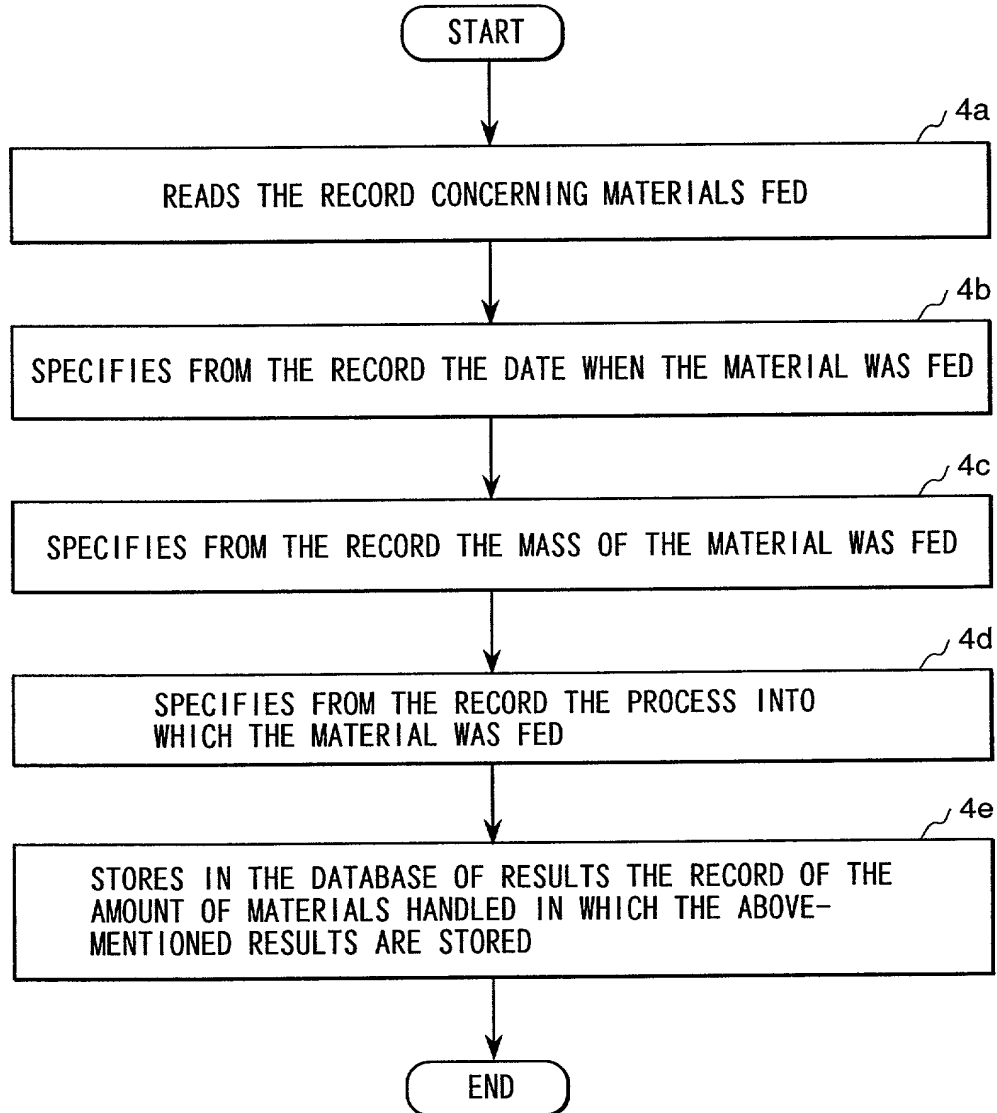 START
4a
READS THE RECORD CONCERNING MATERIALS FED
4b
SPECIFIES FROM THE RECORD THE DATE WHEN THE MATERIAL WAS FED
4c
SPECIFIES FROM THE RECORD THE MASS OF THE MATERIAL WAS FED
4d
SPECIFIES FROM THE RECORD THE PROCESS INTO
WHICH THE MATERIAL WAS FED
4e
STORES IN THE DATABASE OF RESULTS THE RECORD OF THE
AMOUNT OF MATERIALS HANDLED IN WHICH THE ABOVE-
MENTIONED RESULTS ARE STORED
END